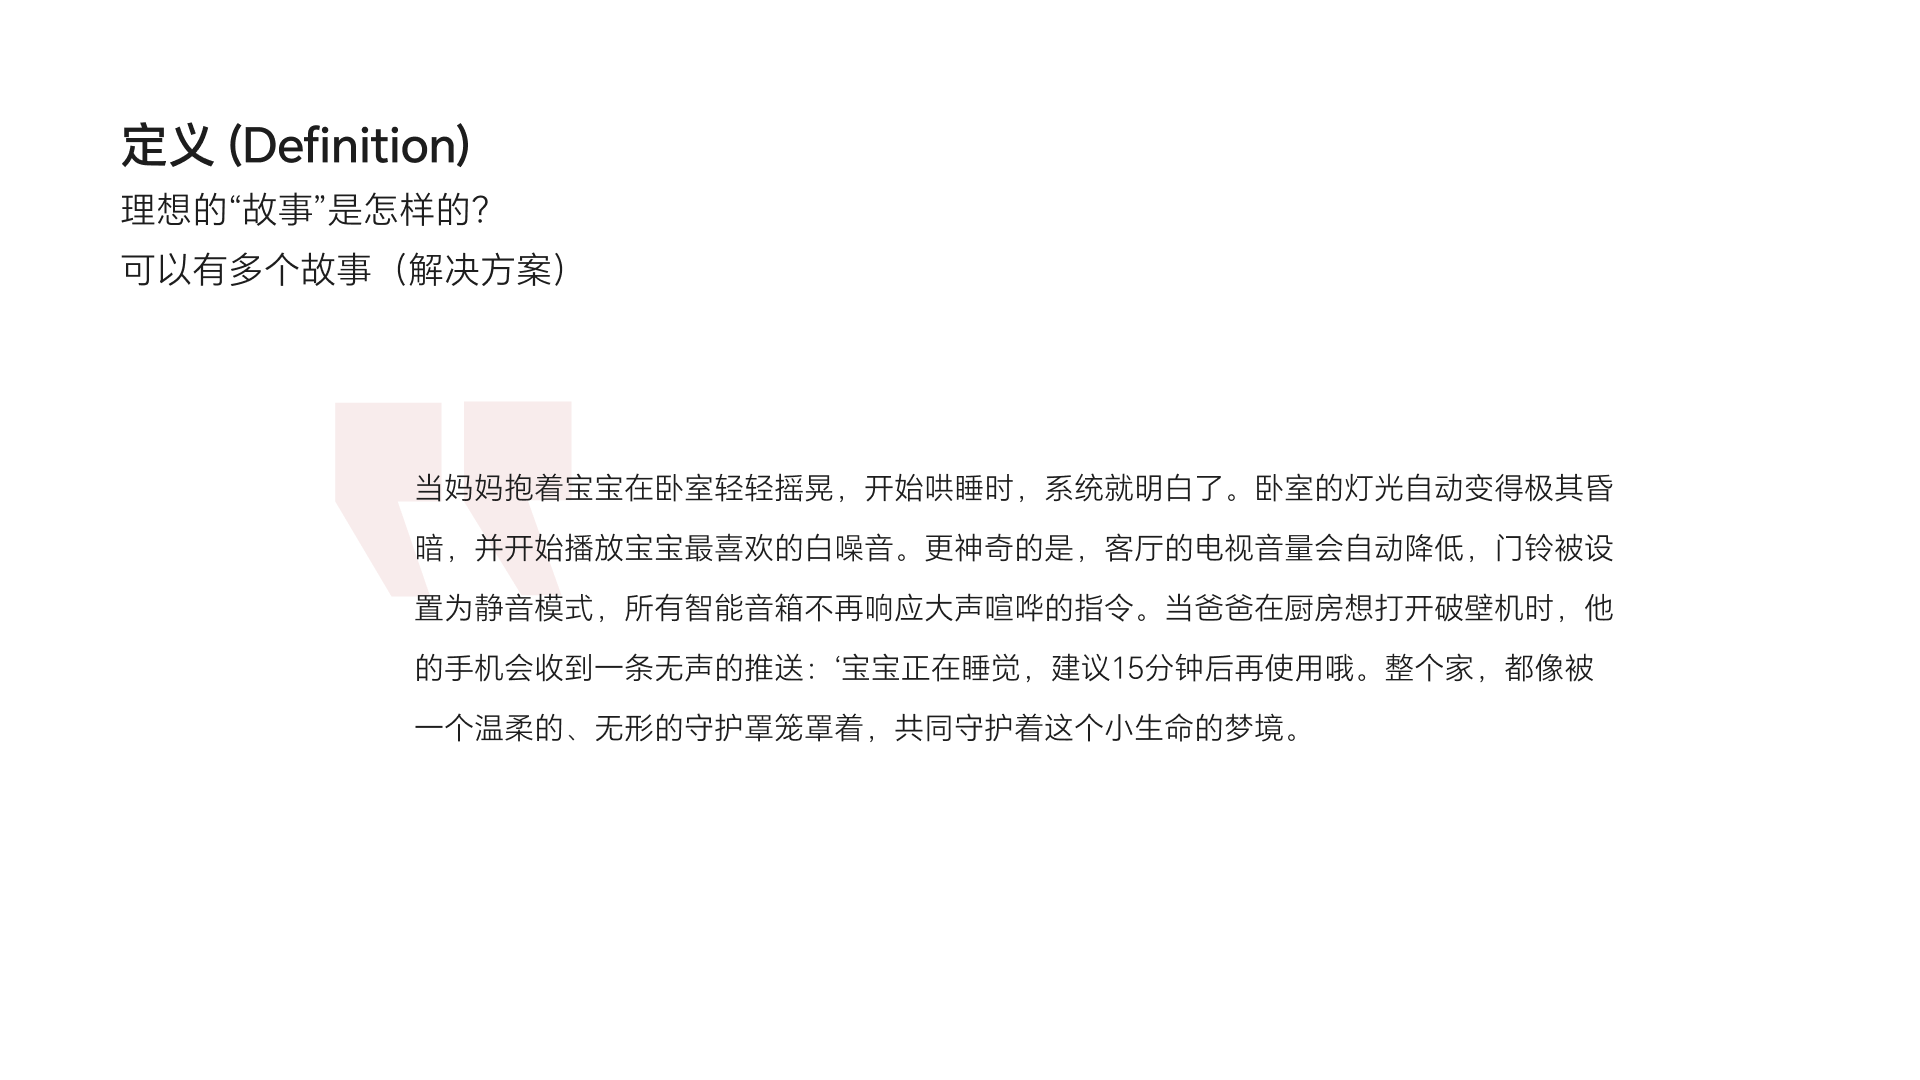 定义 (Definition)
理想的“故事”是怎样的？
可以有多个故事（解决方案）
当妈妈抱着宝宝在卧室轻轻摇晃，开始哄睡时，系统就明白了。卧室的灯光自动变得极其昏
暗，并开始播放宝宝最喜欢的白噪音。更神奇的是，客厅的电视音量会自动降低，门铃被设
置为静音模式，所有智能音箱不再响应大声喧哗的指令。当爸爸在厨房想打开破壁机时，他
的手机会收到一条无声的推送：‘宝宝正在睡觉，建议15分钟后再使用哦。整个家，都像被
一个温柔的、无形的守护罩笼罩着，共同守护着这个小生命的梦境。